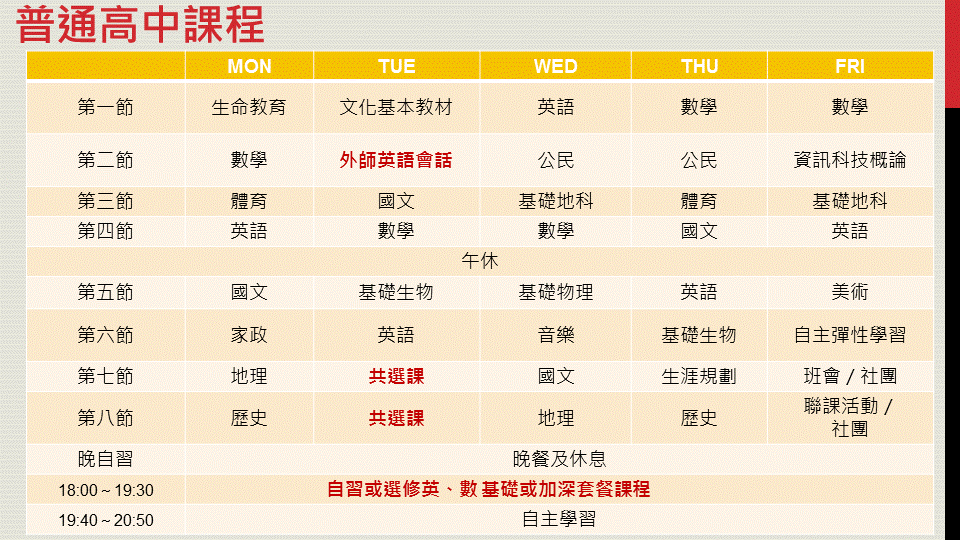 普通高中課程
MON TUE WED THU FRI
第一節 生命教育 文化基本教材 英語 數學 數學
第二節 數學 外師英語會話 公民 公民 資訊科技概論
第三節 體育 國文 基礎地科 體育 基礎地科
第四節 英語 數學 數學 國文 英語
午休
第五節 國文 基礎生物 基礎物理 英語 美術
第六節 家政 英語 音樂 基礎生物 自主彈性學習
第七節 地理 共選課 國文 生涯規劃 班會/社團
第八節 歷史 共選課 地理 歷史 聯課活動/
社團
晚自習 晚餐及休息
18:00~19:30 自習或選修英、數 基礎或加深套餐課程
19:40~20:50 自主學習